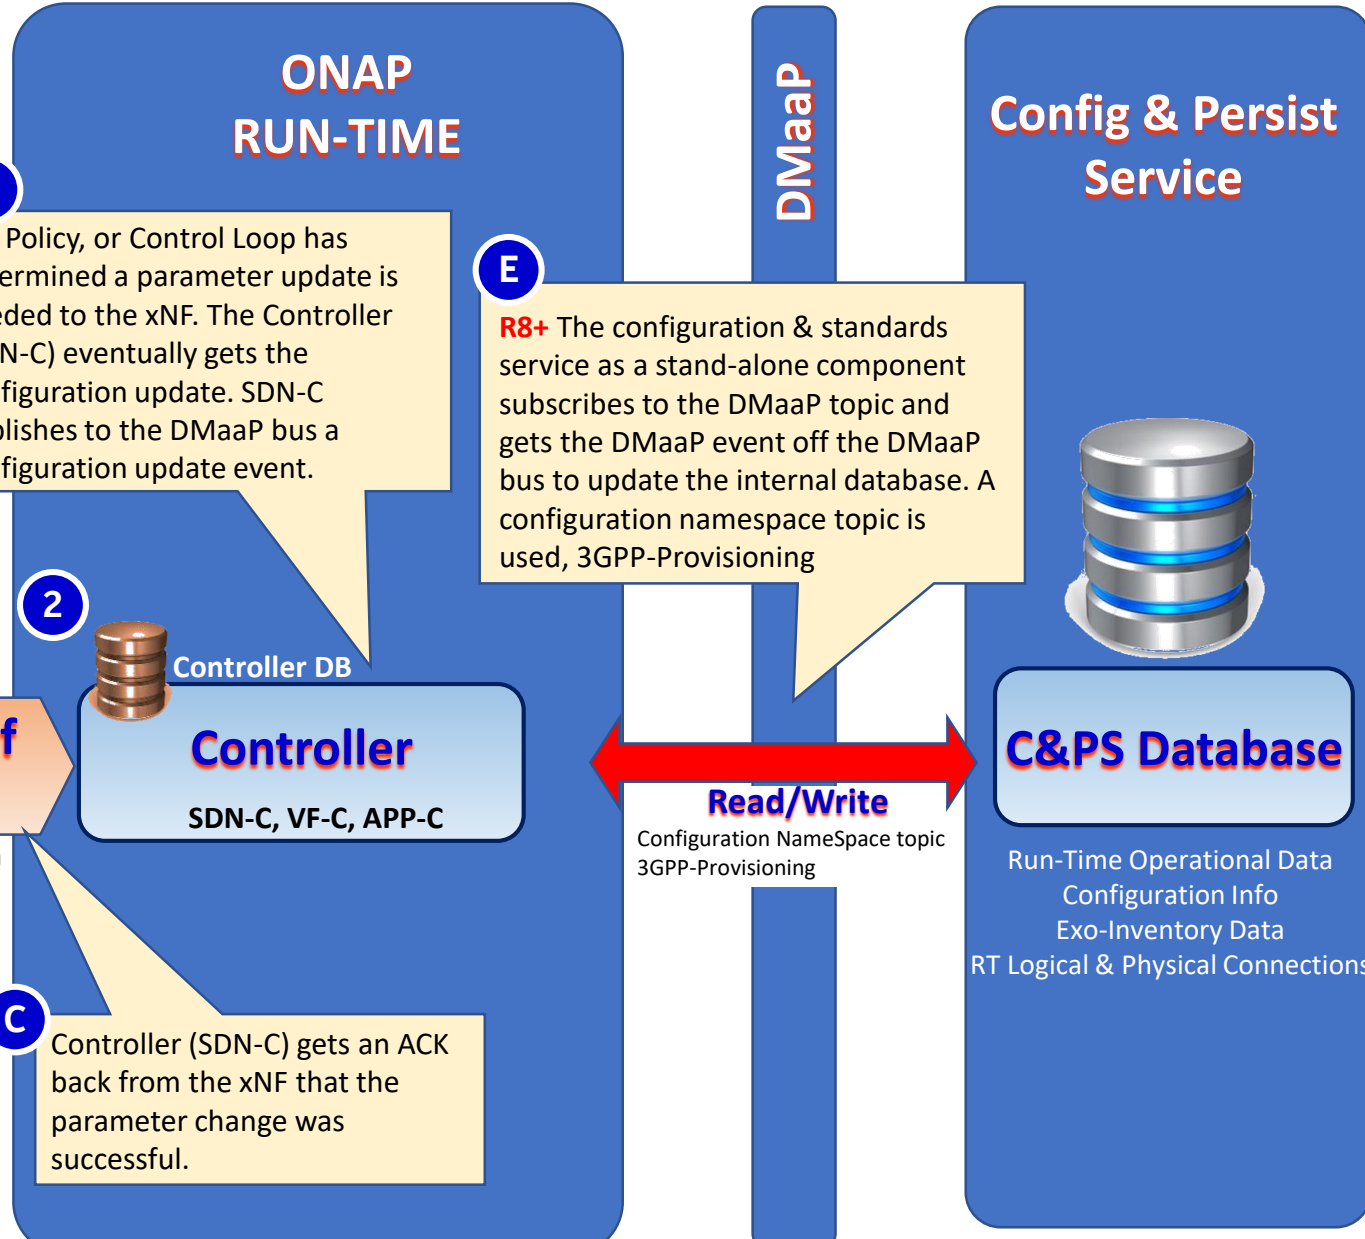 ONAP
RUN-TIME
DMaaP
Config & Persist
Service
Policy, or Control Loop has
ermined a parameter update is
eded to the xNF. The Controller
N-C) eventually gets the
figuration update. SDN-C
lishes to the DMaaP bus a
figuration update event.
E
R8+ The configuration & standards
service as a stand-alone component
subscribes to the DMaaP topic and
gets the DMaaP event off the DMaaP
bus to update the internal database. A
configuration namespace topic is
used, 3GPP-Provisioning
2
Controller DB
f
Controller
SDN-C, VF-C, APP-C
Read/Write
Configuration NameSpace topic
3GPP-Provisioning
C&PS Database
Run-Time Operational Data
Configuration Info
Exo-Inventory Data
RT Logical & Physical Connections
C
Controller (SDN-C) gets an ACK
back from the xNF that the
parameter change was
successful.